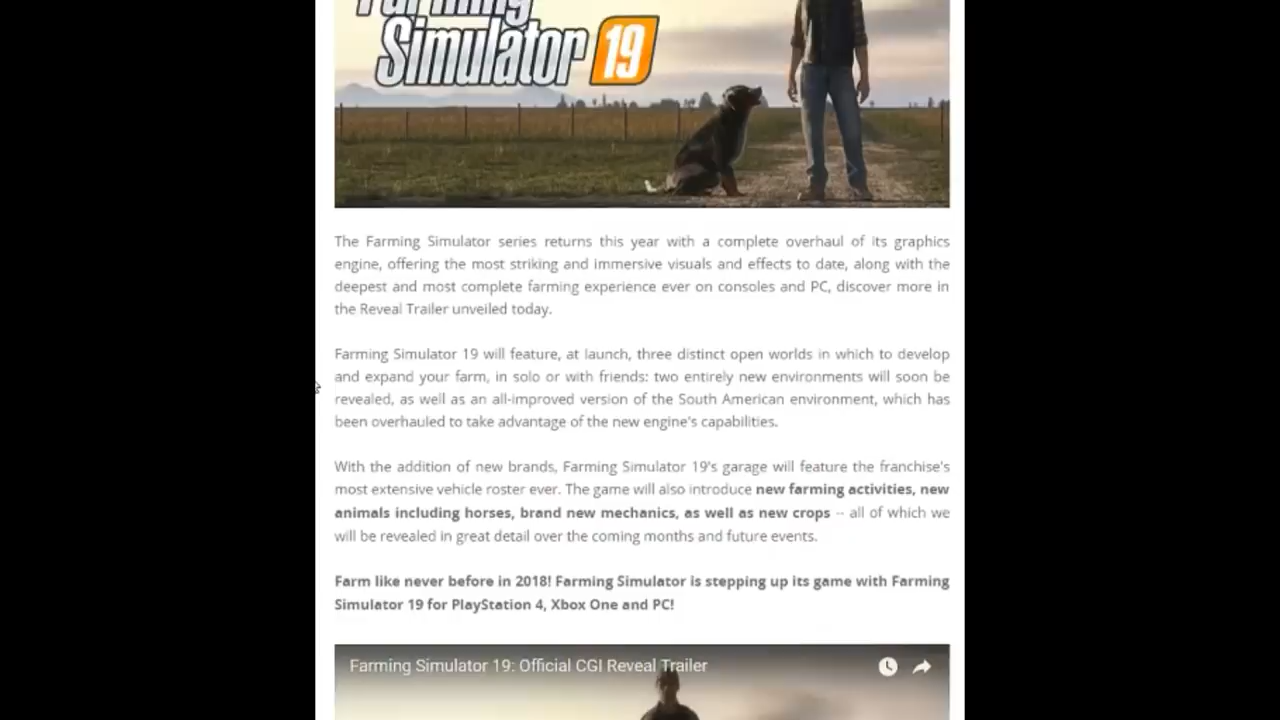 Farming
Simulator 19
The Farming Simulator series returns this year with a complete overhaul of its graphics
engine, offering the most striking and immersive visuals and effects to date, along with the
deepest and most complete farming experience ever on consoles and PC, discover more in
the Reveal Trailer unveiled today.
Farming Simulator 19 will feature, at launch, three distinct open worlds in which to develop
and expand your farm, in solo or with friends: two entirely new environments will soon be
revealed, as well as an all-improved version of the South American environment, which has
been overhauled to take advantage of the new engine's capabilities.
With the addition of new brands, Farming Simulator 19's garage will feature the franchise's
most extensive vehicle roster ever. The game will also introduce new farming activities, new
animals including horses, brand new mechanics, as well as new crops -- all of which we
will be revealed in great detail over the coming months and future events.
Farm like never before in 2018! Farming Simulator is stepping up its game with Farming
Simulator 19 for PlayStation 4, Xbox One and PC!
Farming Simulator 19: Official CGI Reveal Trailer